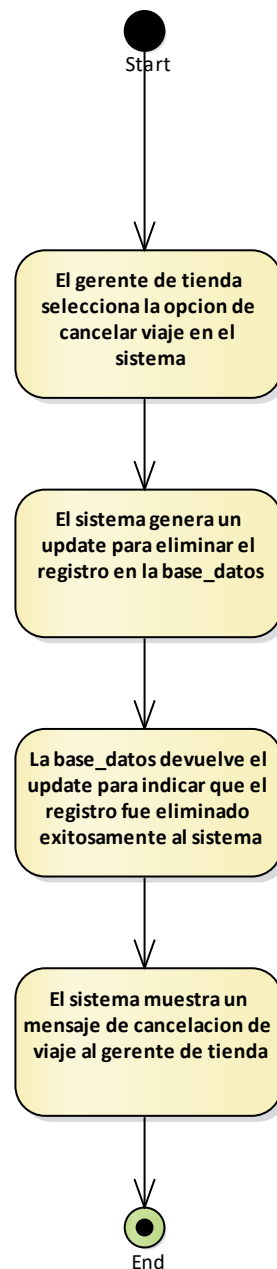 Start
El gerente de tienda
selecciona la opcion de
cancelar viaje en el
sistema
El sistema genera un
update para eliminar el
registro en la base_datos
La base_datos devuelve el
update para indicar que el
registro fue eliminado
exitosamente al sistema
El sistema muestra un
mensaje de cancelacion de
viaje al gerente de tienda
End